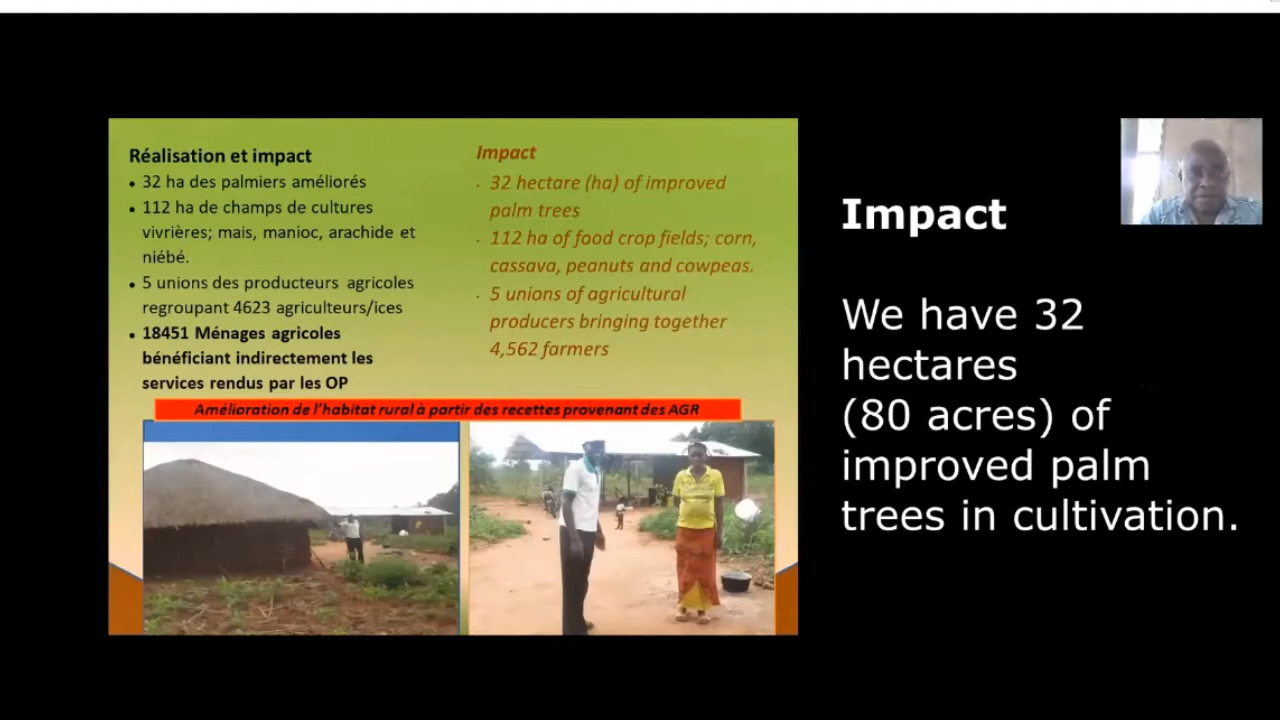 Réalisation et impact
• 32 ha des palmiers améliorés
• 112 ha de champs de cultures
vivrières; mais, manioc, arachide et
niébé.
• 5 unions des producteurs agricoles
regroupant 4623 agriculteurs/ices
• 18451 Ménages agricoles
bénéficiant indirectement les
services rendus par les OP
Impact
· 32 hectare (ha) of improved
palm trees
· 112 ha of food crop fields; corn,
cassava, peanuts and cowpeas.
· 5 unions of agricultural
producers bringing together
4,562 farmers
Amélioration de l'habitat rural à partir des recettes provenant des AGR
Impact
We have 32
hectares
(80 acres) of
improved palm
trees in cultivation.